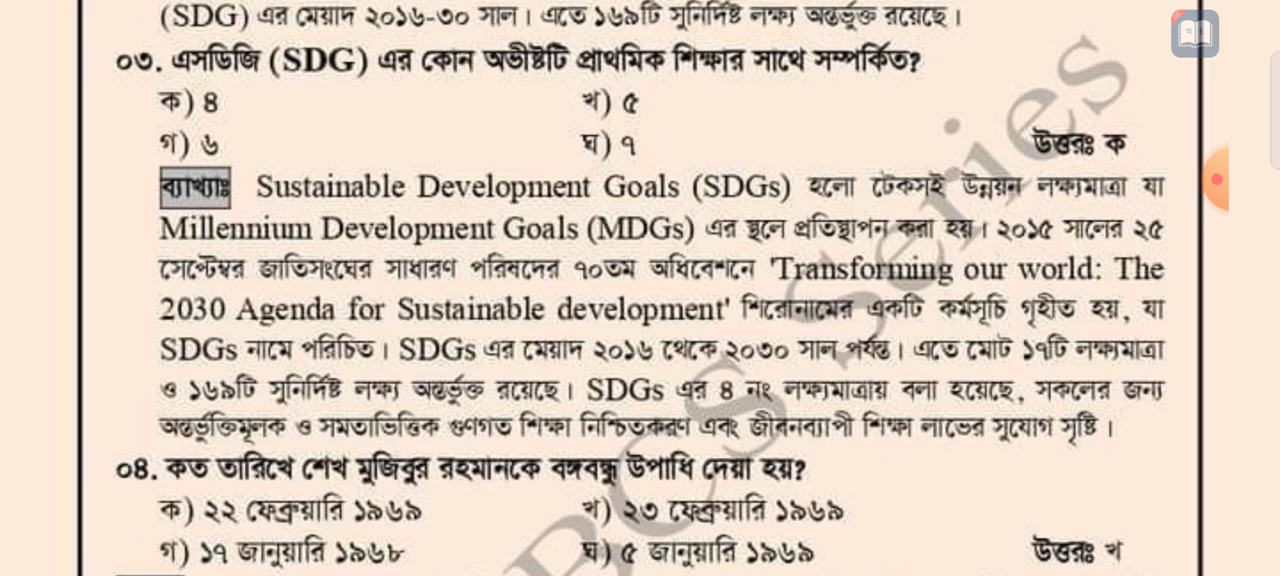 (SDG) এর মেয়াদ ২০১৬-৩০ সাল। এতে ১৬৯টি সুনির্দিষ্ট লক্ষ্য অন্তর্ভুক্ত রয়েছে।
০৩. এসডিজি (SDG) এর কোন অভীষ্টটি প্রাথমিক শিক্ষার সাথে সম্পর্কিত?
ক) ৪ খ) ৫
গ) ৬ ঘ) ৭ উত্তরঃ ক
ব্যাখ্যাঃ Sustainable Development Goals (SDGs) হলো টেকসই উন্নয়ন লক্ষ্যমাত্রা যা
Millennium Development Goals (MDGs) এর স্থলে প্রতিস্থাপন করা হয়। ২০১৫ সালের ২৫
সেপ্টেম্বর জাতিসংঘের সাধারণ পরিষদের ৭০তম অধিবেশনে 'Transforming our world: The
2030 Agenda for Sustainable development' শিরোনামের একটি কর্মসূচি গৃহীত হয়, যা
SDGs নামে পরিচিত। SDGs এর মেয়াদ ২০১৬ থেকে ২০৩০ সাল পর্যন্ত। এতে মোট ১৭টি লক্ষ্যমাত্রা
ও ১৬৯টি সুনির্দিষ্ট লক্ষ্য অন্তর্ভুক্ত রয়েছে। SDGs এর ৪ নং লক্ষ্যমাত্রায় বলা হয়েছে, সকলের জন্য
অন্তর্ভুক্তিমূলক ও সমতাভিত্তিক গুণগত শিক্ষা নিশ্চিতকরণ এবং জীবনব্যাপী শিক্ষা লাভের সুযোগ সৃষ্টি।
০৪. কত তারিখে শেখ মুজিবুর রহমানকে বঙ্গবন্ধু উপাধি দেয়া হয়?
ক) ২২ ফেব্রুয়ারি ১৯৬৯ খ) ২৩ ফেব্রুয়ারি ১৯৬৯
গ) ১৭ জানুয়ারি ১৯৬৮ ঘ) ৫ জানুয়ারি ১৯৬৯ উত্তরঃ খ
BCS Series